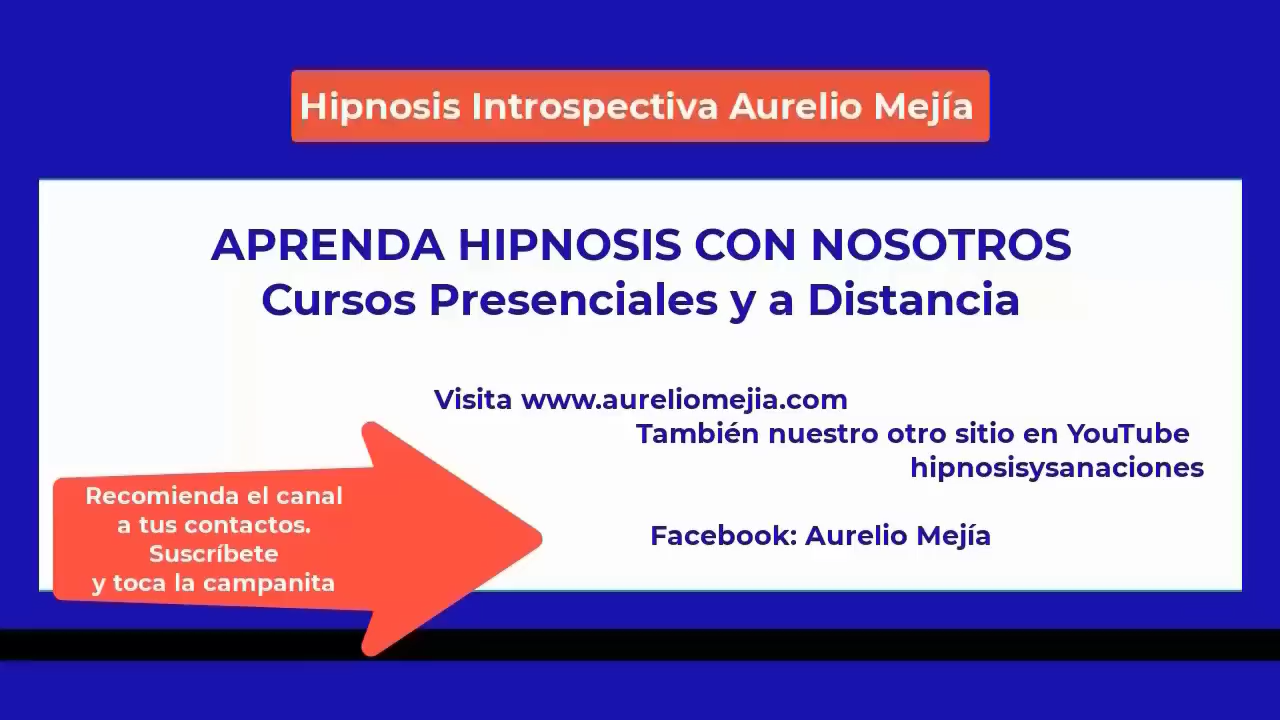 Hipnosis Introspectiva Aurelio Mejía
APRENDA HIPNOSIS CON NOSOTROS
Cursos Presenciales y a Distancia
Visita www.aureliomejia.com
También nuestro otro sitio en YouTube
hipnosisysanaciones
Facebook: Aurelio Mejía
Recomienda el canal
a tus contactos.
Suscríbete
y toca la campanita